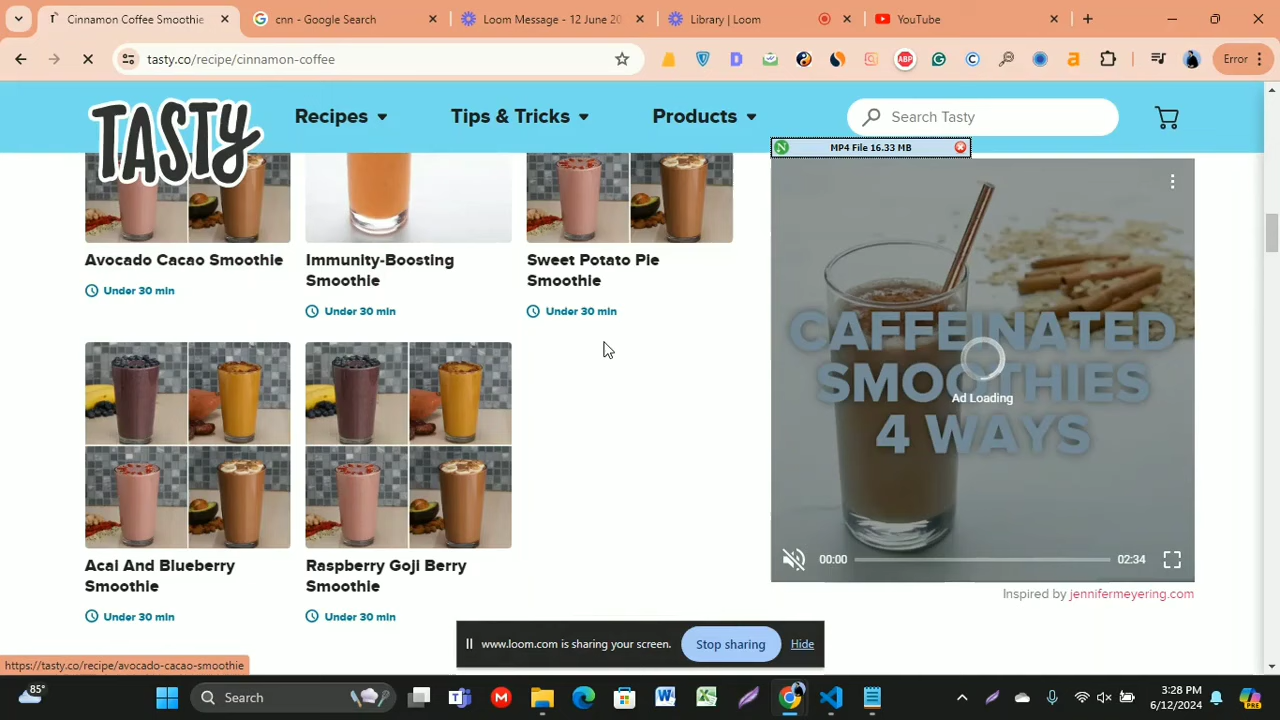 Cinnamon Coffee Smoothie
cnn - Google Search
Loom Message - 12 June 20
Library | Loom
YouTube
tasty.co/recipe/cinnamon-coffee
ABP
Error
TASTY
Recipes
Tips & Tricks
Products
Search Tasty
MP4 File 16.33 MB
Avocado Cacao Smoothie
Under 30 min
Immunity-Boosting
Smoothie
Under 30 min
Sweet Potato Pie
Smoothie
Under 30 min
CAFFEINATED
SMOOTHIES
4 WAYS
Ad Loading
00:00
02:34
Inspired by jennifermeyering.com
Acai And Blueberry
Smoothie
Under 30 min
Raspberry Goji Berry
Smoothie
Under 30 min
www.loom.com is sharing your screen.
Stop sharing
Hide
https://tasty.co/recipe/avocado-cacao-smoothie
85°
Search
3:28 PM
6/12/2024